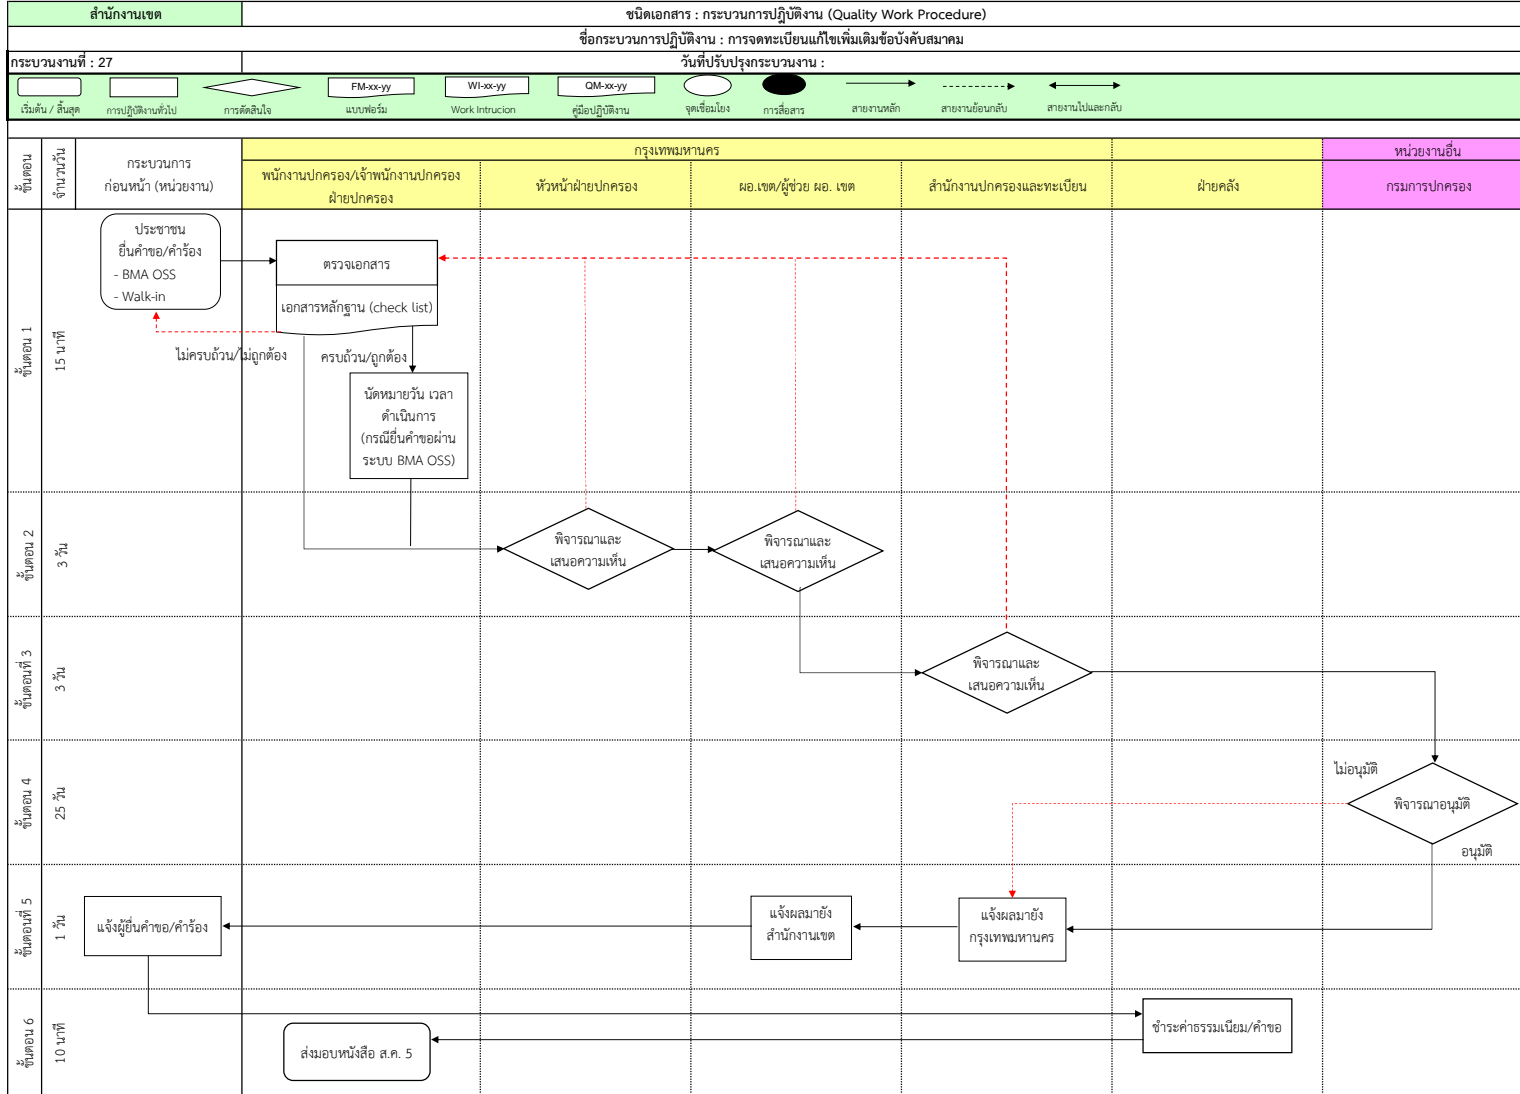 สำนักงานเขต
ชนิดเอกสาร : กระบวนการปฏิบัติงาน (Quality Work Procedure)
ชื่อกระบวนการปฏิบัติงาน : การจดทะเบียนแก้ไขเพิ่มเติมข้อบังคับสมาคม
กระบวนงานที่ : 27
วันที่ปรับปรุงกระบวนงาน :
FM-xx-yy
WI-xx-yy
QM-xx-yy
เริ่มต้น / สิ้นสุด
การปฏิบัติงานทั่วไป
การตัดสินใจ
แบบฟอร์ม
Work Intrucion
คู่มือปฏิบัติงาน
จุดเชื่อมโยง
การสื่อสาร
สายงานหลัก
สายงานย้อนกลับ
สายงานไปและกลับ
ขั้นตอน
จำนวนวัน
กระบวนการ
ก่อนหน้า (หน่วยงาน)
กรุงเทพมหานคร
หน่วยงานอื่น
พนักงานปกครอง/เจ้าพนักงานปกครอง
ฝ่ายปกครอง
หัวหน้าฝ่ายปกครอง
ผอ.เขต/ผู้ช่วย ผอ. เขต
สำนักงานปกครองและทะเบียน
ฝ่ายคลัง
กรมการปกครอง
ขั้นตอน 1
15 นาที
ประชาชน
ยื่นคำขอ/คำร้อง
- BMA OSS
- Walk-in
ตรวจเอกสาร
เอกสารหลักฐาน (check list)
ไม่ครบถ้วน/ไม่ถูกต้อง
ครบถ้วน/ถูกต้อง
นัดหมายวัน เวลา
ดำเนินการ
(กรณียื่นคำขอผ่าน
ระบบ BMA OSS)
ขั้นตอน 2
3 วัน
พิจารณาและ
เสนอความเห็น
พิจารณาและ
เสนอความเห็น
ขั้นตอนที่ 3
3 วัน
พิจารณาและ
เสนอความเห็น
ขั้นตอน 4
25 วัน
ไม่อนุมัติ
พิจารณาอนุมัติ
อนุมัติ
ขั้นตอนที่ 5
1 วัน
แจ้งผู้ยื่นคำขอ/คำร้อง
แจ้งผลมายัง
สำนักงานเขต
แจ้งผลมายัง
กรุงเทพมหานคร
ขั้นตอน 6
10 นาที
ส่งมอบหนังสือ ส.ค. 5
ชำระค่าธรรมเนียม/คำขอ